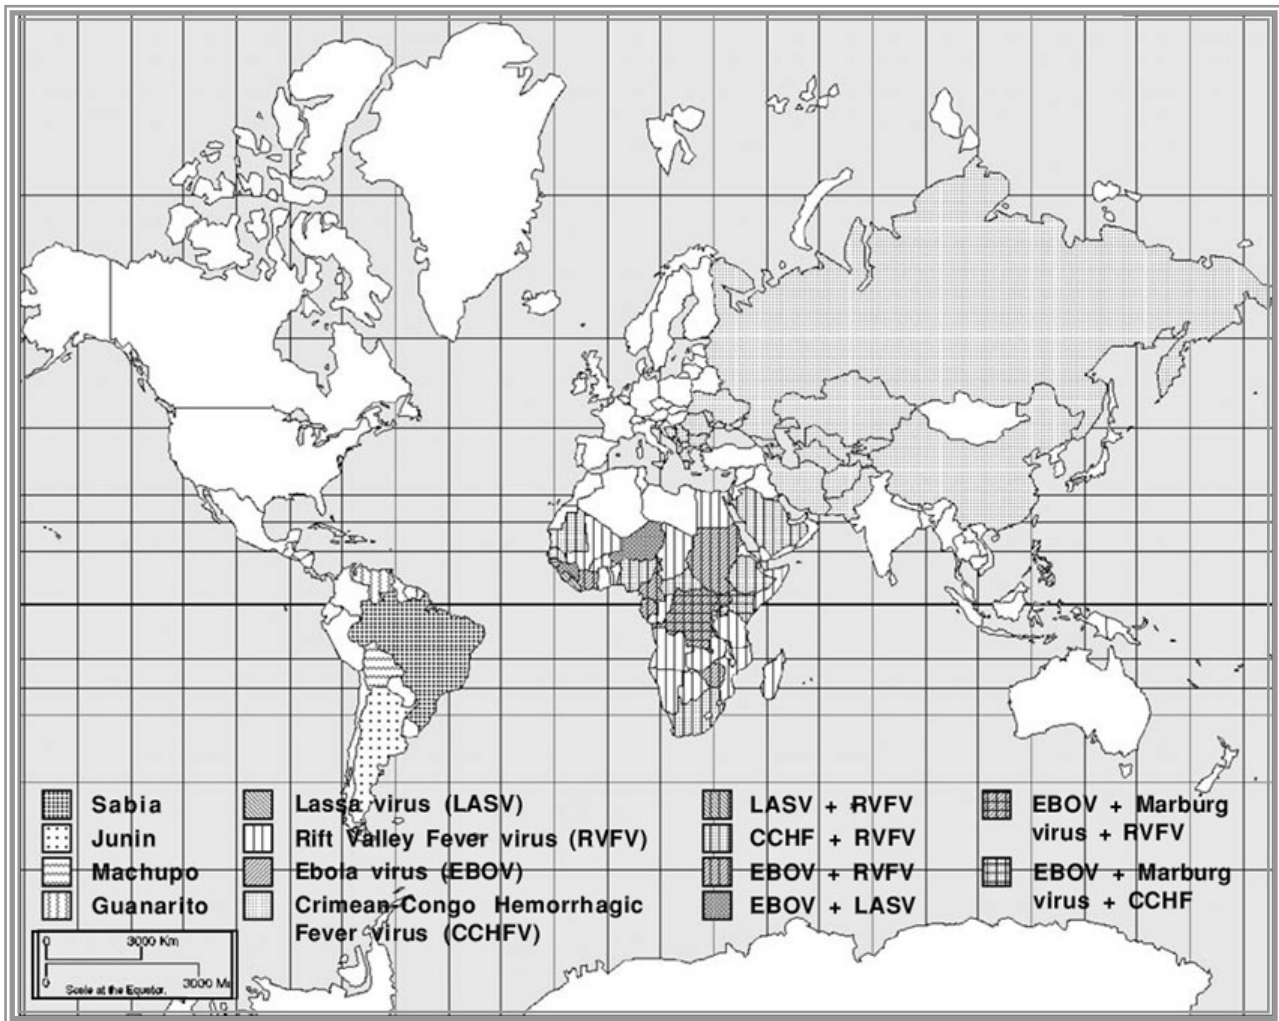 Sabia
Junin
Machupo
Guanarito
Lassa virus (LASV)
Rift Valley Fever virus (RVFV)
Ebola virus (EBOV)
Crimean-Congo Hemorrhagic
Fever virus (CCHFV)
LASV + RVFV
CCHF + RVFV
EBOV + RVFV
EBOV + LASV
EBOV + Marburg
virus + RVFV
EBOV + Marburg
virus + CCHF
0 3000 Km
0 3000 Mi
Scale at the Equator.